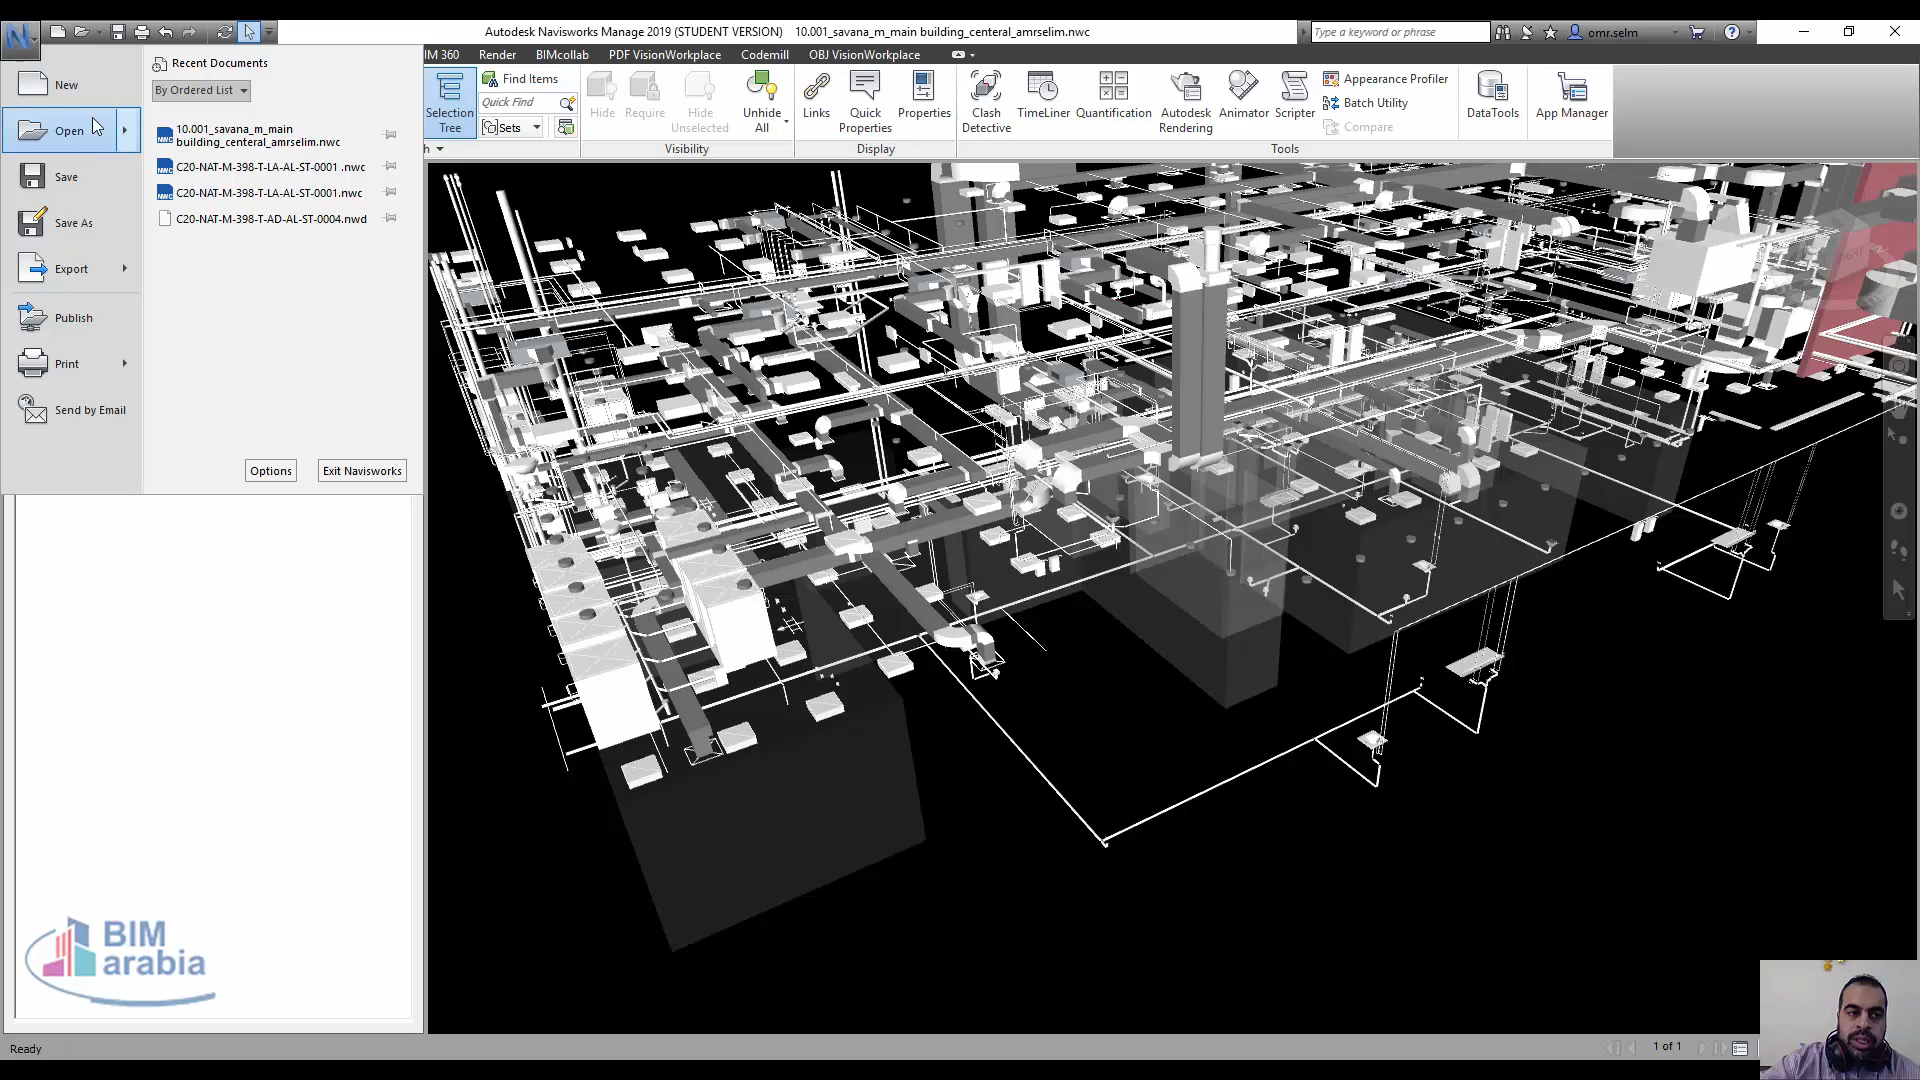 Autodesk Navisworks Manage 2019 (STUDENT VERSION) 10.001_savana_m_main building_centeral_amrselim.nwc
Type a keyword or phrase
omr.selm
IM 360 Render BIMcollab PDF VisionWorkplace Codemill OBJ VisionWorkplace
New
Open
Save
Save As
Export
Publish
Print
Send by Email
Recent Documents
By Ordered List
10.001_savana_m_main
building_centeral_amrselim.nwc
C20-NAT-M-398-T-LA-AL-ST-0001 .nwc
C20-NAT-M-398-T-LA-AL-ST-0001.nwc
C20-NAT-M-398-T-AD-AL-ST-0004.nwd
Options
Exit Navisworks
Selection
Tree
Find Items
Quick Find
Sets
h
Hide
Require
Hide
Unselected
Unhide
All
Visibility
Links
Quick
Properties
Properties
Display
Clash
Detective
TimeLiner
Quantification
Autodesk
Rendering
Animator
Scripter
Appearance Profiler
Batch Utility
Compare
Tools
DataTools
App Manager
BIM
arabia
Ready
1 of 1